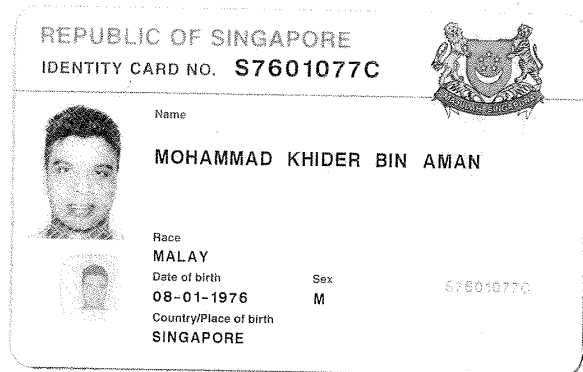 REPUBLIC OF SINGAPORE
IDENTITY CARD NO. S7601077C
Name
MOHAMMAD KHIDER BIN AMAN
Race
MALAY
Date of birth
Sex
08-01-1976
M
S7601077C
Country/Place of birth
SINGAPORE